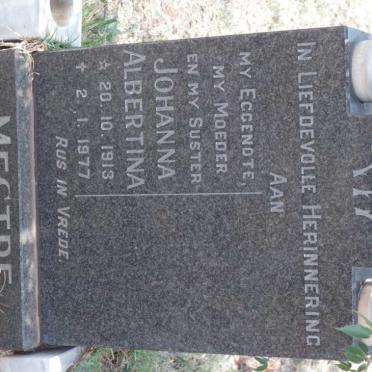 IN LIEFDEVOLLE HERINNERING
AAN
MY EGGENOTE,
MY MOEDER
EN MY SUSTER
JOHANNA
ALBERTINA
☆ 20.10.1913
✝ 2.1.1977
RUS IN VREDE.